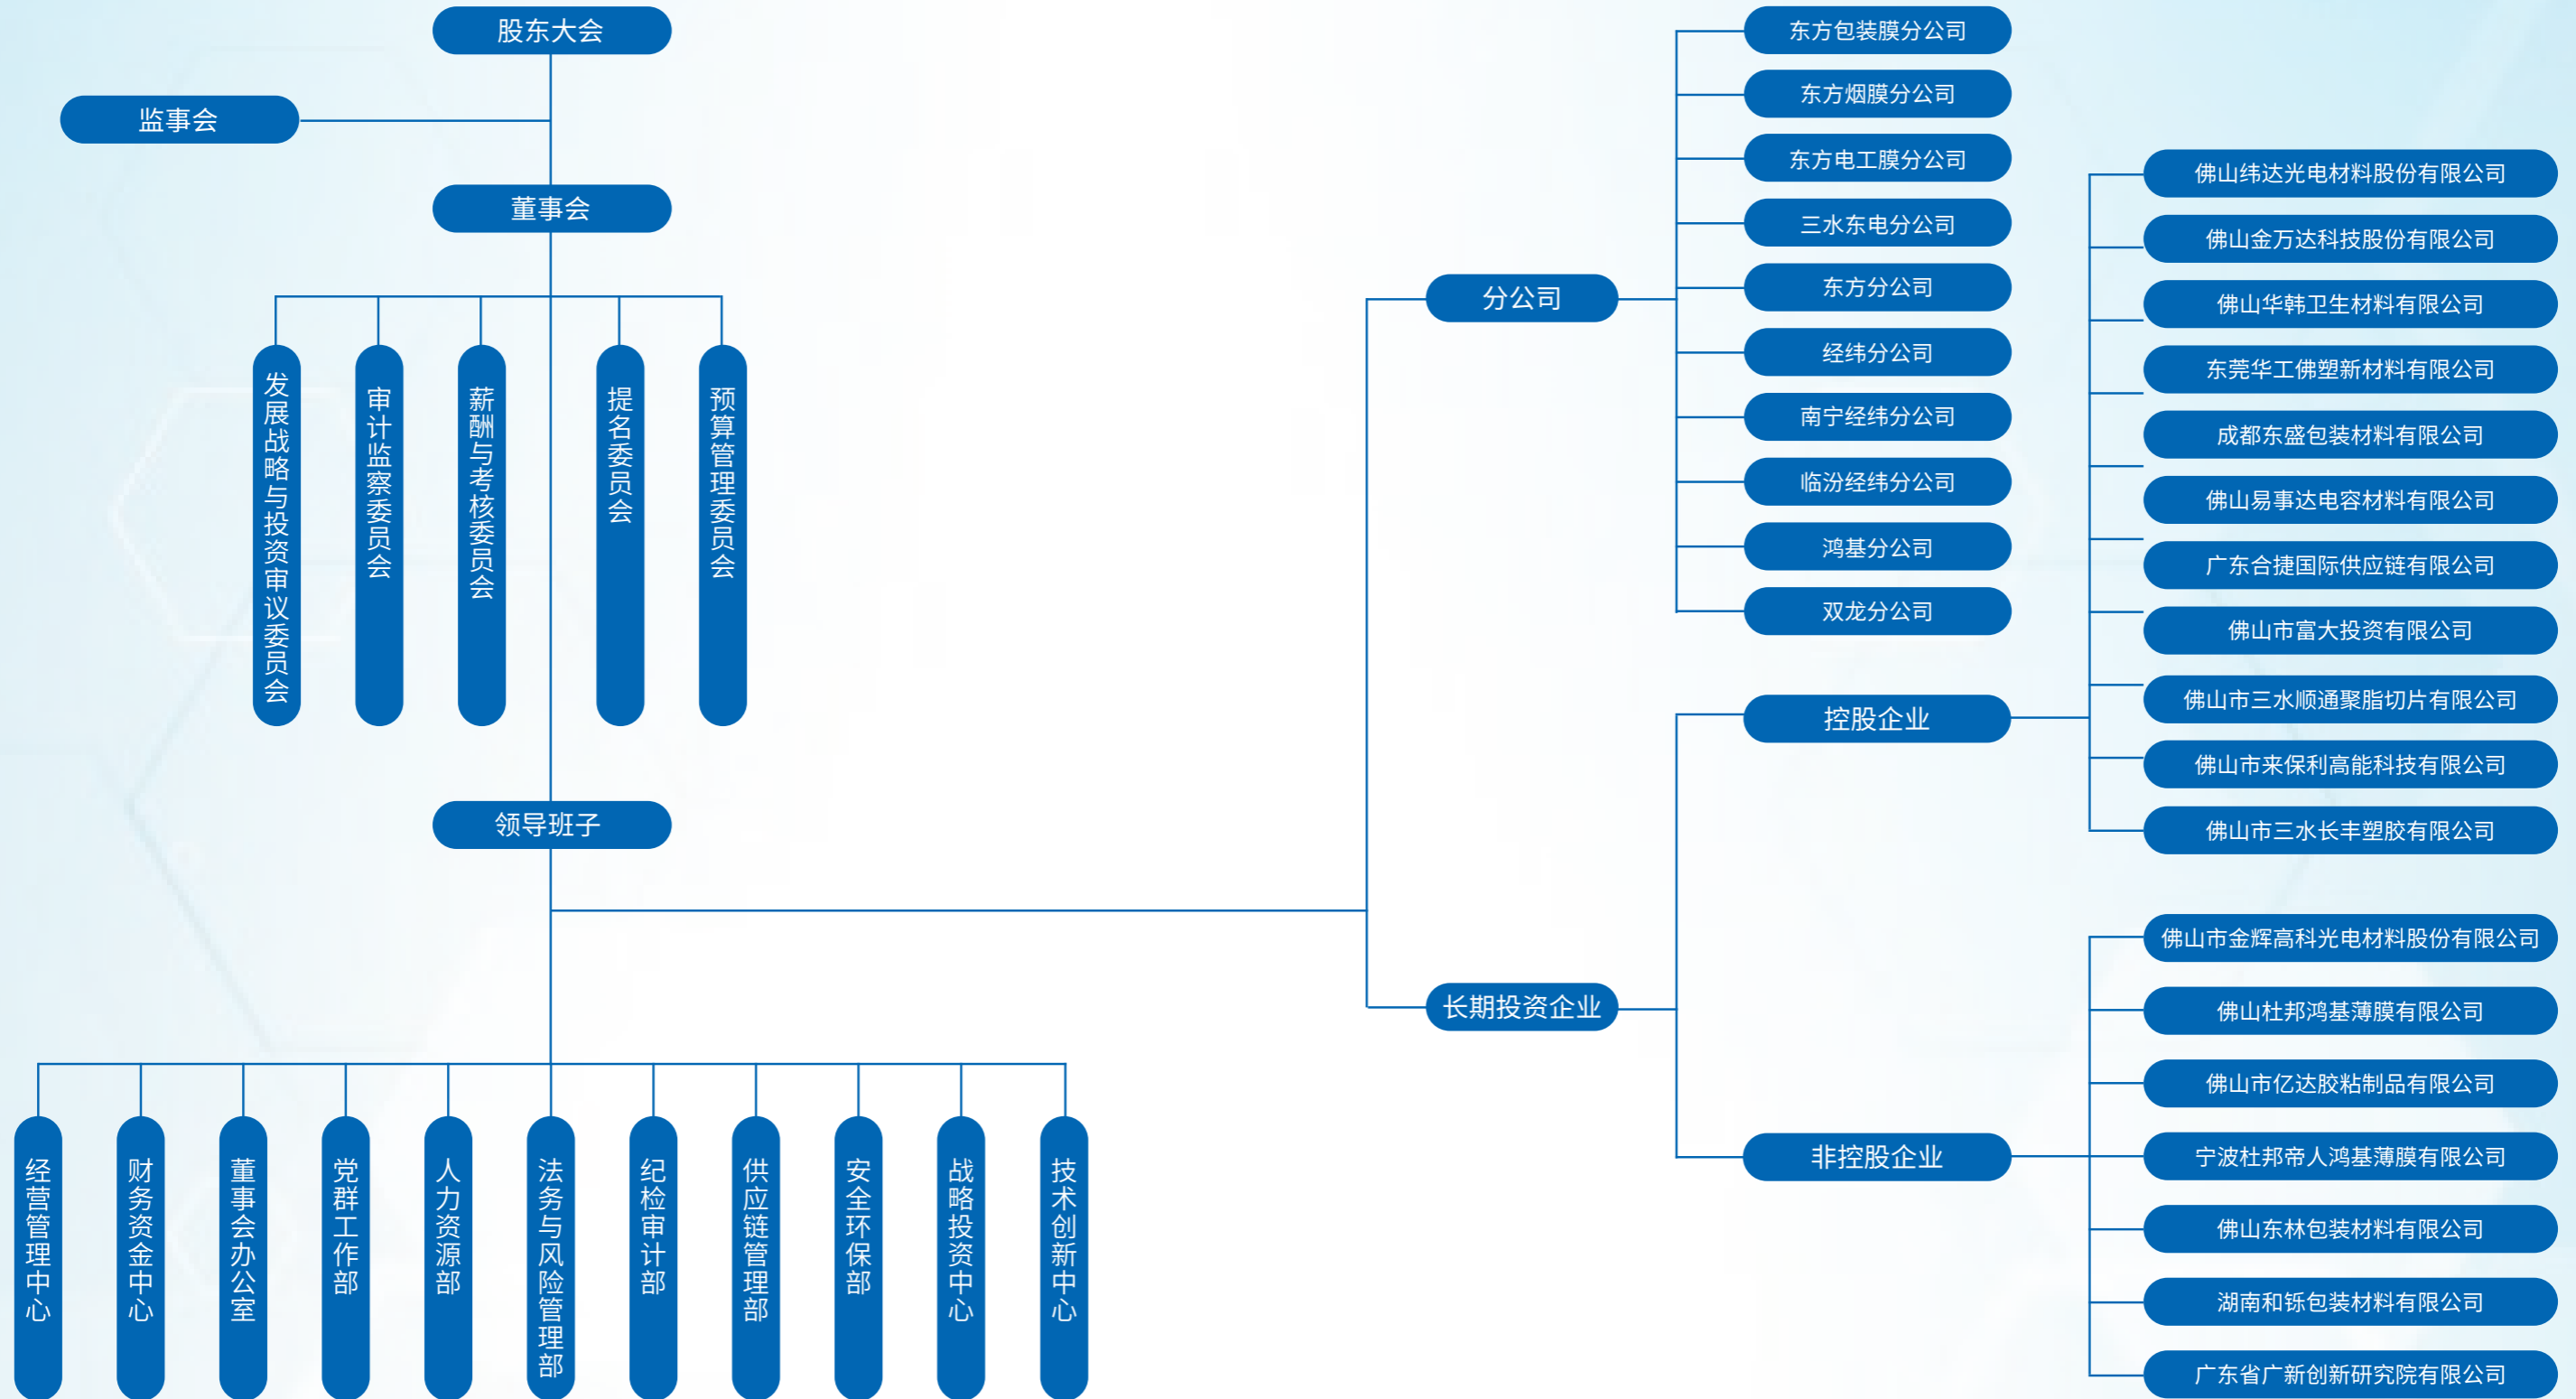 股东大会
监事会
董事会
发展战略与投资审议委员会
审计监察委员会
薪酬与考核委员会
提名委员会
预算管理委员会
领导班子
经营管理中心
财务资金中心
董事会办公室
党群工作部
人力资源部
法务与风险管理部
纪检审计部
供应链管理部
安全环保部
战略投资中心
技术创新中心
分公司
东方包装膜分公司
东方烟膜分公司
东方电工膜分公司
三水东电分公司
东方分公司
经纬分公司
南宁经纬分公司
临汾经纬分公司
鸿基分公司
双龙分公司
长期投资企业
控股企业
佛山纬达光电材料股份有限公司
佛山金万达科技股份有限公司
佛山华韩卫生材料有限公司
东莞华工佛塑新材料有限公司
成都东盛包装材料有限公司
佛山易事达电容材料有限公司
广东合捷国际供应链有限公司
佛山市富大投资有限公司
佛山市三水顺通聚脂切片有限公司
佛山市来保利高能科技有限公司
佛山市三水长丰塑胶有限公司
非控股企业
佛山市金辉高科光电材料股份有限公司
佛山杜邦鸿基薄膜有限公司
佛山市亿达胶粘制品有限公司
宁波杜邦帝人鸿基薄膜有限公司
佛山东林包装材料有限公司
湖南和铄包装材料有限公司
广东省广新创新研究院有限公司